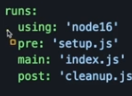 runs:
using: 'node16'
pre: 'setup.js'
main: 'index.js'
post: 'cleanup.js